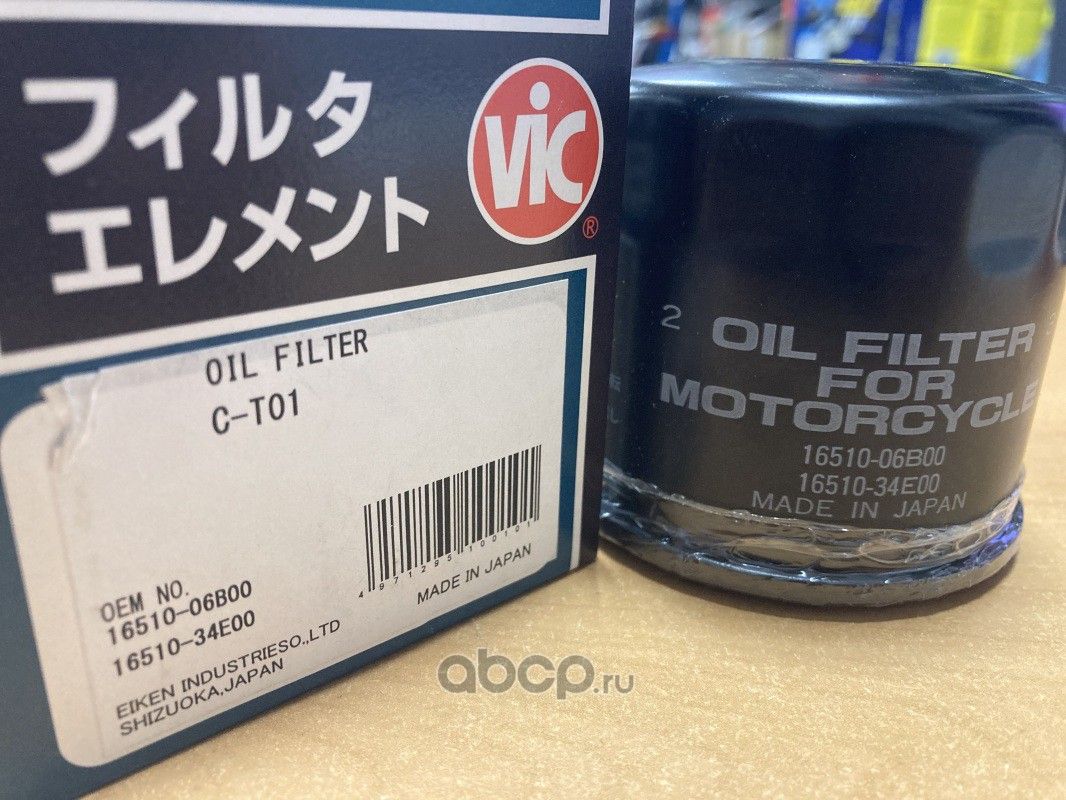 フィルタ
エレメント
VIC
®
OIL FILTER
C-T01
4971295100101
MADE IN JAPAN
OEM NO.
16510-06B00
16510-34E00
EIKEN INDUSTRIESO.,LTD
SHIZUOKA,JAPAN
2
OIL FILTER
FOR
MOTORCYCLE
16510-06B00
16510-34E00
MADE IN JAPAN
abcp.ru